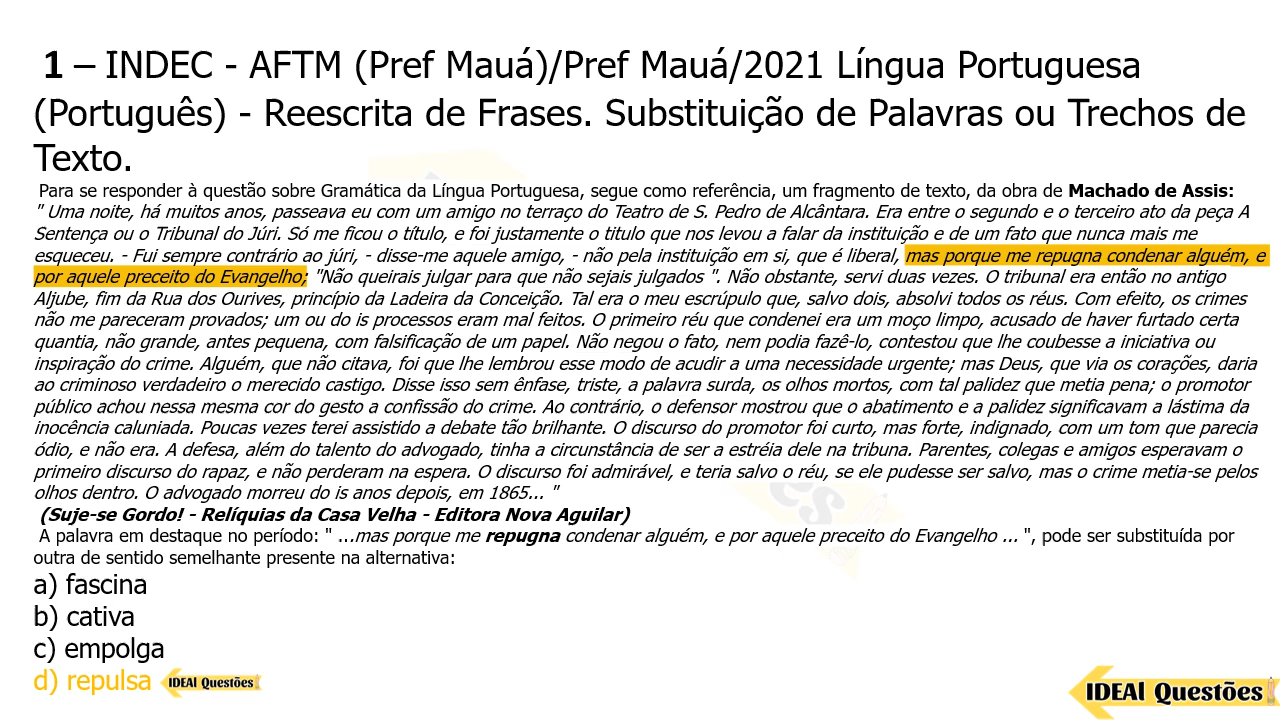 1 – INDEC - AFTM (Pref Mauá)/Pref Mauá/2021 Língua Portuguesa
(Português) - Reescrita de Frases. Substituição de Palavras ou Trechos de
Texto.
Para se responder à questão sobre Gramática da Língua Portuguesa, segue como referência, um fragmento de texto, da obra de Machado de Assis:
" Uma noite, há muitos anos, passeava eu com um amigo no terraço do Teatro de S. Pedro de Alcântara. Era entre o segundo e o terceiro ato da peça A
Sentença ou o Tribunal do Júri. Só me ficou o título, e foi justamente o titulo que nos levou a falar da instituição e de um fato que nunca mais me
esqueceu. - Fui sempre contrário ao júri, - disse-me aquele amigo, - não pela instituição em si, que é liberal, mas porque me repugna condenar alguém, e
por aquele preceito do Evangelho; "Não queirais julgar para que não sejais julgados ". Não obstante, servi duas vezes. O tribunal era então no antigo
Aljube, fim da Rua dos Ourives, princípio da Ladeira da Conceição. Tal era o meu escrúpulo que, salvo dois, absolvi todos os réus. Com efeito, os crimes
não me pareceram provados; um ou do is processos eram mal feitos. O primeiro réu que condenei era um moço limpo, acusado de haver furtado certa
quantia, não grande, antes pequena, com falsificação de um papel. Não negou o fato, nem podia fazê-lo, contestou que lhe coubesse a iniciativa ou
inspiração do crime. Alguém, que não citava, foi que lhe lembrou esse modo de acudir a uma necessidade urgente; mas Deus, que via os corações, daria
ao criminoso verdadeiro o merecido castigo. Disse isso sem ênfase, triste, a palavra surda, os olhos mortos, com tal palidez que metia pena; o promotor
público achou nessa mesma cor do gesto a confissão do crime. Ao contrário, o defensor mostrou que o abatimento e a palidez significavam a lástima da
inocência caluniada. Poucas vezes terei assistido a debate tão brilhante. O discurso do promotor foi curto, mas forte, indignado, com um tom que parecia
ódio, e não era. A defesa, além do talento do advogado, tinha a circunstância de ser a estréia dele na tribuna. Parentes, colegas e amigos esperavam o
primeiro discurso do rapaz, e não perderam na espera. O discurso foi admirável, e teria salvo o réu, se ele pudesse ser salvo, mas o crime metia-se pelos
olhos dentro. O advogado morreu do is anos depois, em 1865... "
(Suje-se Gordo! - Relíquias da Casa Velha - Editora Nova Aguilar)
A palavra em destaque no período: " ...mas porque me repugna condenar alguém, e por aquele preceito do Evangelho ... ", pode ser substituída por
outra de sentido semelhante presente na alternativa:
a) fascina
b) cativa
c) empolga
d) repulsa IDEAl Questões
IDEAl Questões